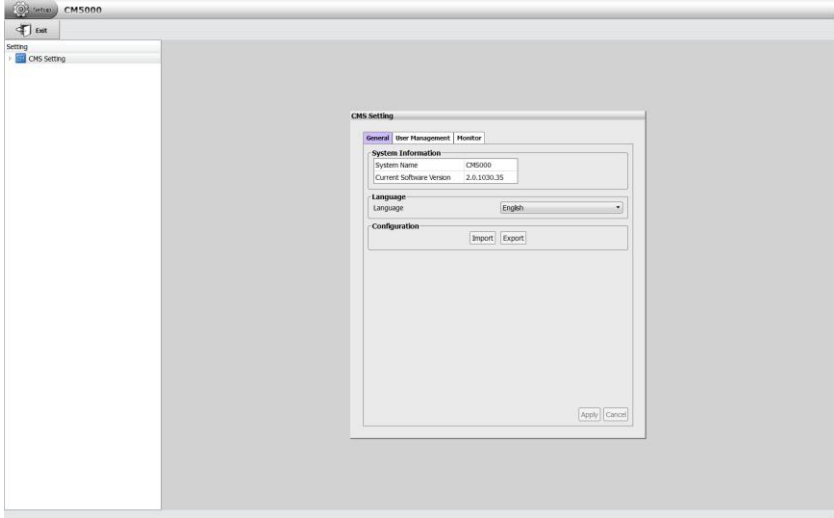 Setup CM5000
Exit
Setting
CMS Setting
CMS Setting
General User Management Monitor
System Information
System Name CM5000
Current Software Version 2.0.1030.35
Language
Language English
Configuration
Import Export
Apply Cancel